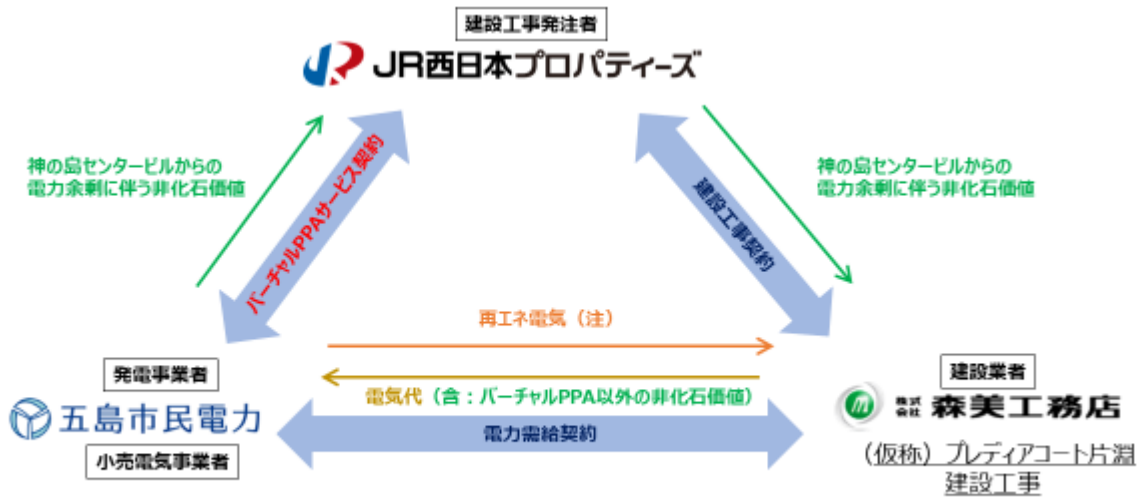 建設工事発注者
JR西日本プロパティーズ
神の島センタービルからの
電力余剰に伴う非化石価値
バーチャルPPAサービス契約
建設工事契約
神の島センタービルからの
電力余剰に伴う非化石価値
再エネ電気（注）
電気代（含：バーチャルPPA以外の非化石価値）
電力需給契約
発電事業者
五島市民電力
小売電気事業者
建設業者
株式会社 森美工務店
（仮称）プレディアコート片淵
建設工事